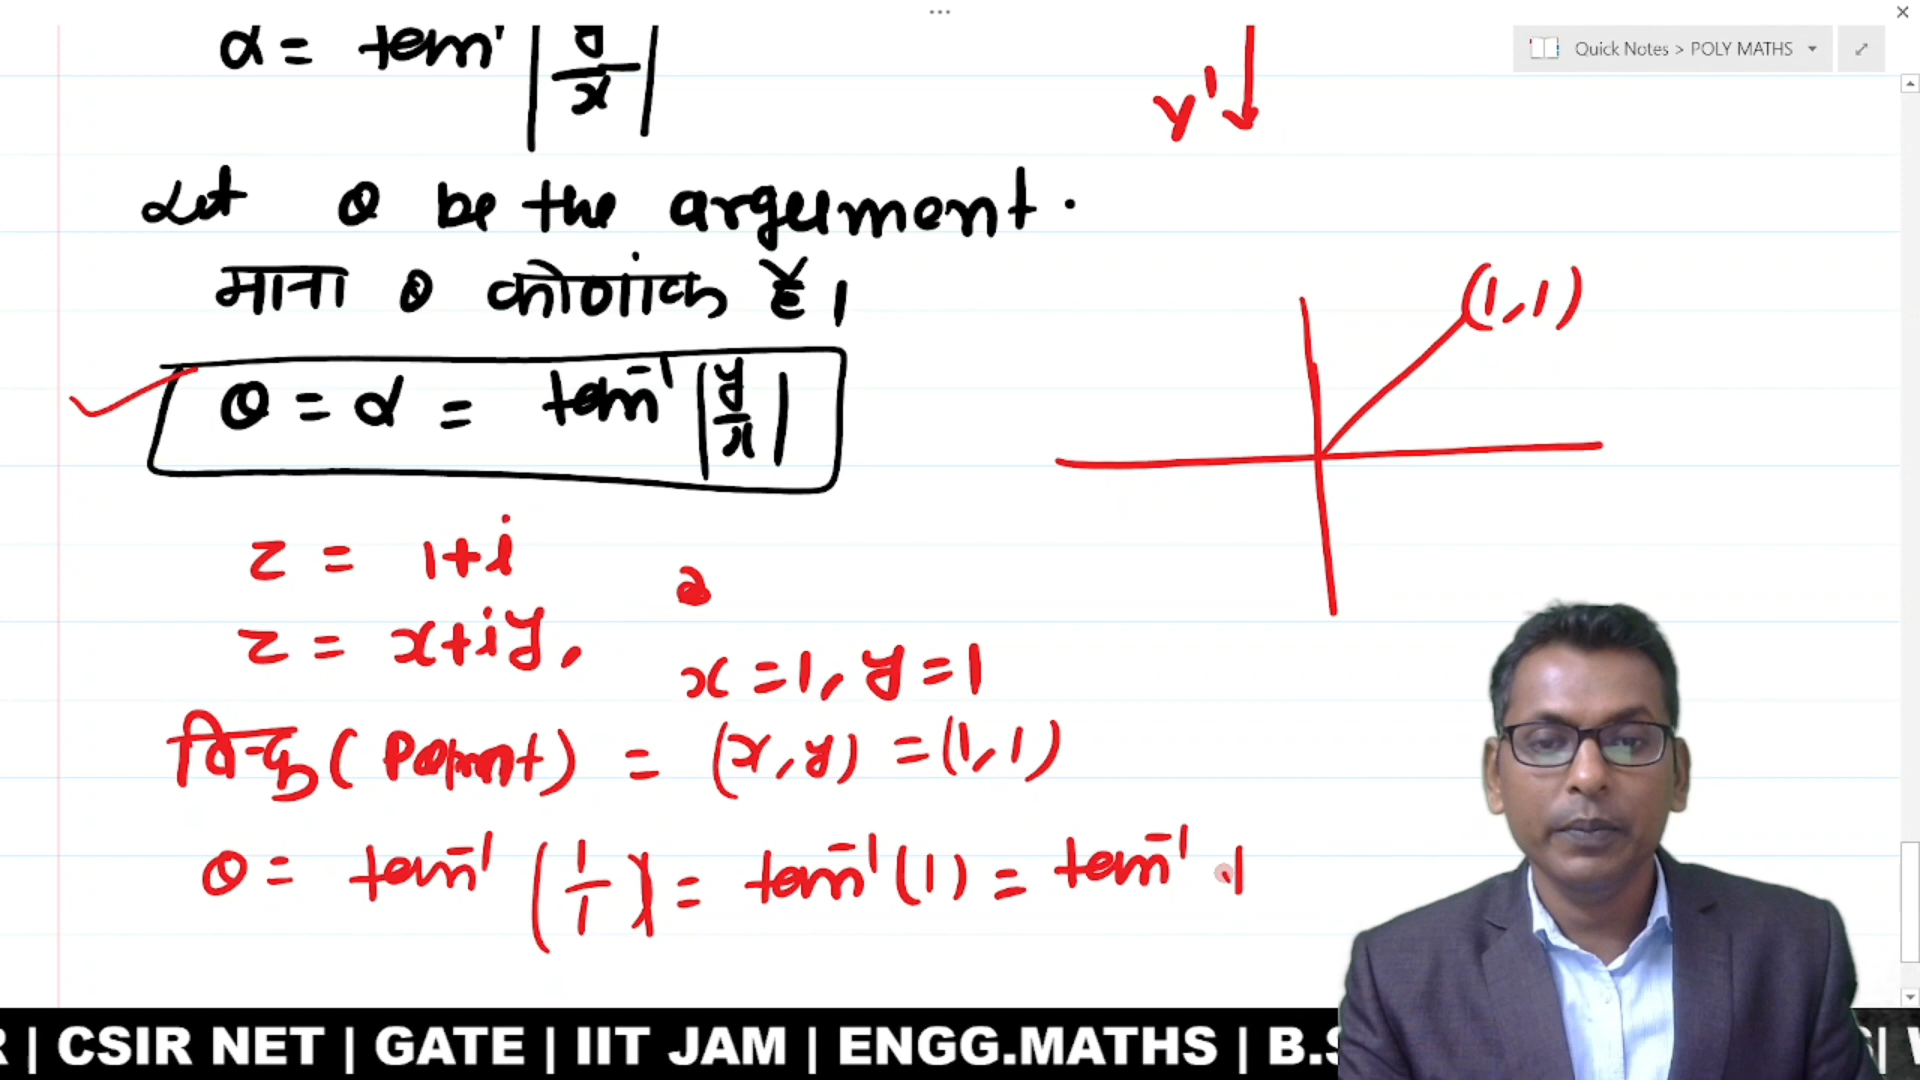 α = tan¹ |y/x|
y'
Quick Notes > POLY MATHS
Let θ be the argument.
माना θ कोणांक है।
θ = α = tan⁻¹ |y/x|
(1,1)
z = 1+i
z = x+iy,
x = 1, y = 1
बिन्दु (Point) = (x, y) = (1, 1)
θ = tan⁻¹ (1/1) = tan⁻¹ (1) = tan⁻¹ 1
| CSIR NET | GATE | IIT JAM | ENGG.MATHS | B.